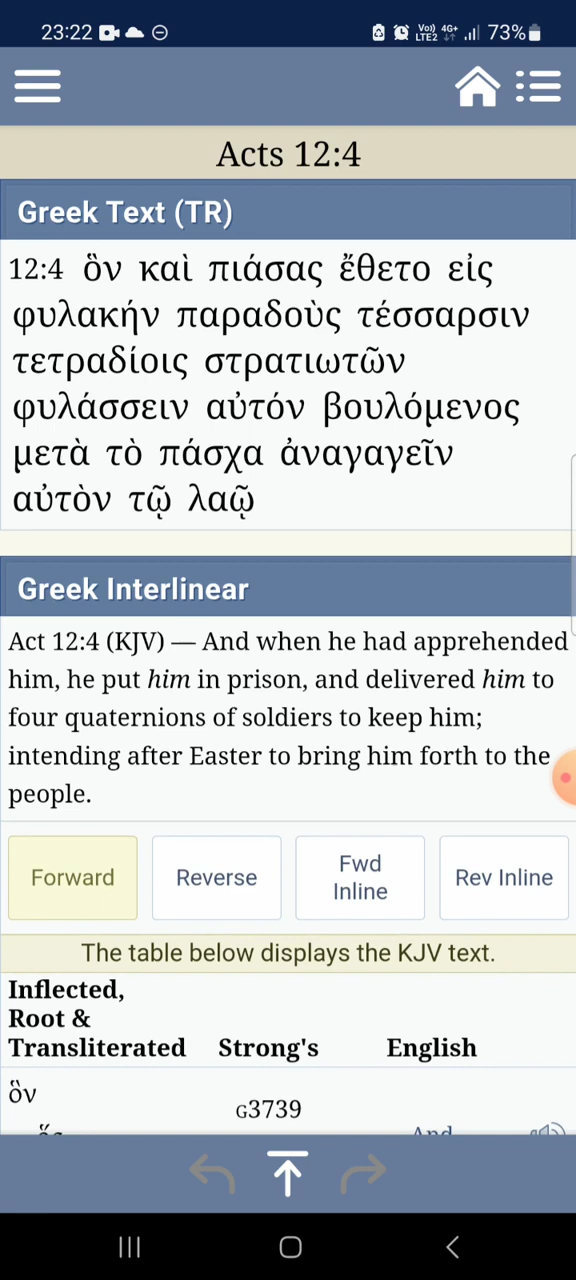 23:22 Vo) LTE2 4G+ 73%
Acts 12:4
Greek Text (TR)
12:4 ὃν καὶ πιάσας ἔθετο εἰς
φυλακήν παραδοὺς τέσσαρσιν
τετραδίοις στρατιωτῶν
φυλάσσειν αὐτόν βουλόμενος
μετὰ τὸ πάσχα ἀναγαγεῖν
αὐτὸν τῷ λαῷ
Greek Interlinear
Act 12:4 (KJV) — And when he had apprehended
him, he put him in prison, and delivered him to
four quaternions of soldiers to keep him;
intending after Easter to bring him forth to the
people.
Forward Reverse Fwd Inline Rev Inline
The table below displays the KJV text.
Inflected,
Root &
Transliterated Strong's English
ὃν
G3739
And